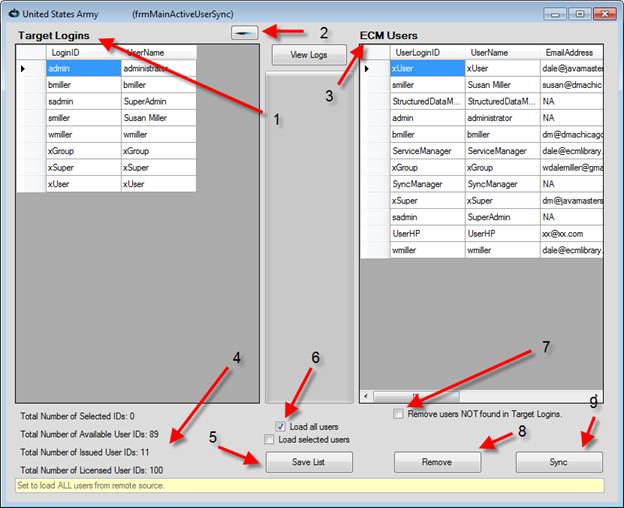 United States Army (frmMainActiveUserSync)
2
Target Logins
ECM Users
View Logs
LoginID UserName
admin administrator
bmiller bmiller
sadmin SuperAdmin
smiller Susan Miller
wmiller wmiller
xGroup xGroup
xSuper xSuper
xUser xUser
1
3
UserLoginID UserName EmailAddress
xUser xUser dale@javamasters
smiller Susan Miller susan@dmachic
StructuredDataM... StructuredDataM... NA
admin administrator NA
bmiller bmiller dm@dmachicago
ServiceManager ServiceManager dale@ecmlibrary.
xGroup xGroup wdalemiller@gma
SyncManager SyncManager NA
xSuper xSuper dm@javamasters
sadmin SuperAdmin NA
UserHP UserHP xx@xx.com
wmiller wmiller dale@ecmlibrary.
4
6
7
9
Total Number of Selected IDs: 0
Total Number of Available User IDs: 89
Total Number of Issued User IDs: 11
Total Number of Licensed User IDs: 100
5
Load all users
Load selected users
Save List
Remove users NOT found in Target Logins.
8
Remove
Sync
Set to load ALL users from remote source.